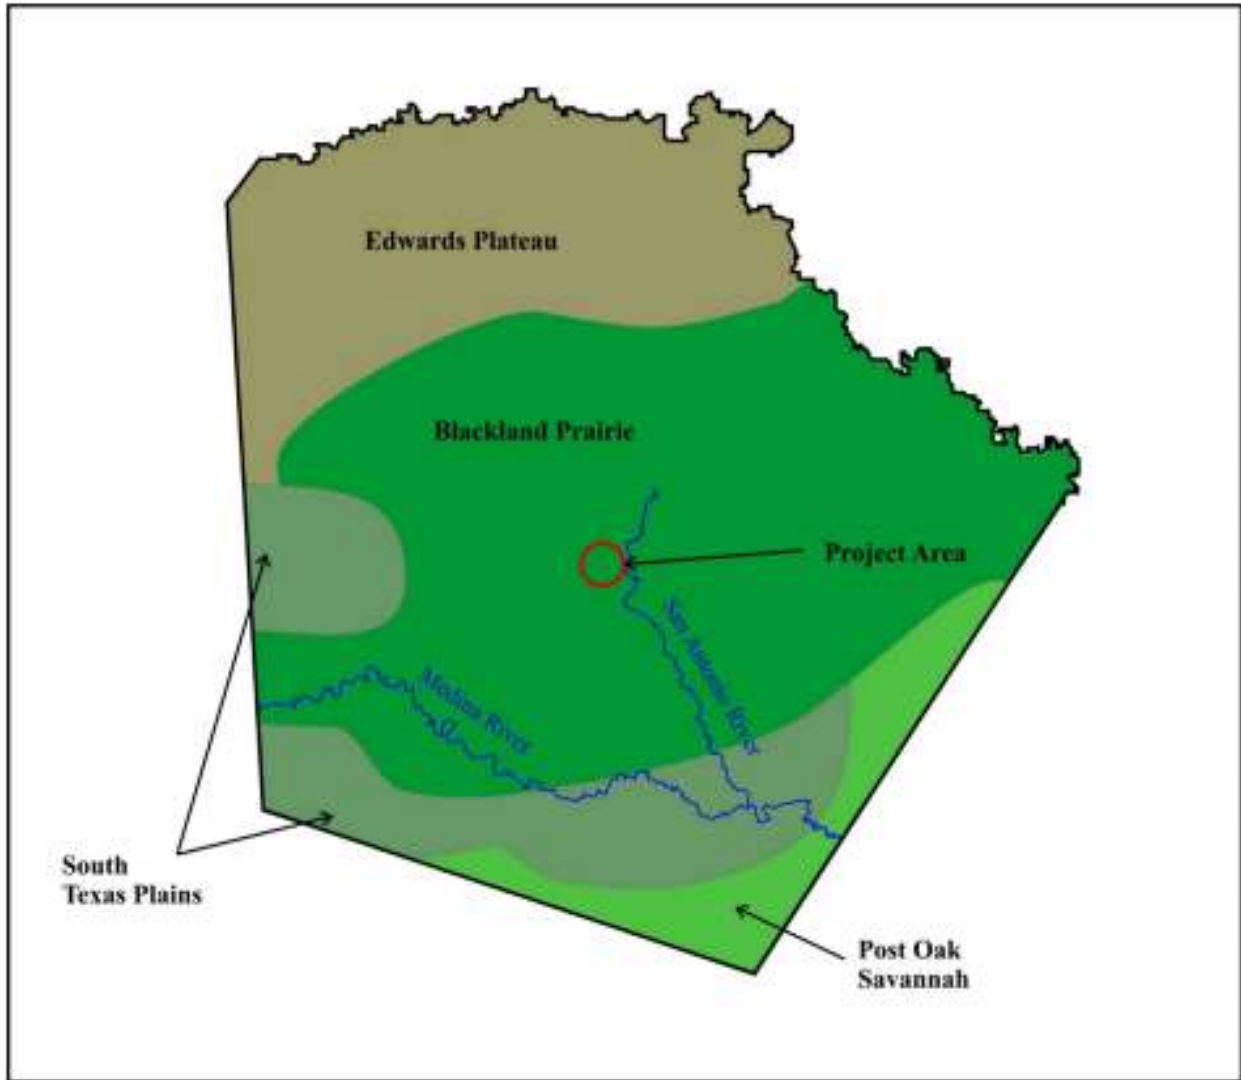 Edwards Plateau
Blackland Prairie
Project Area
San Antonio River
Medina River
South
Texas Plains
Post Oak
Savannah